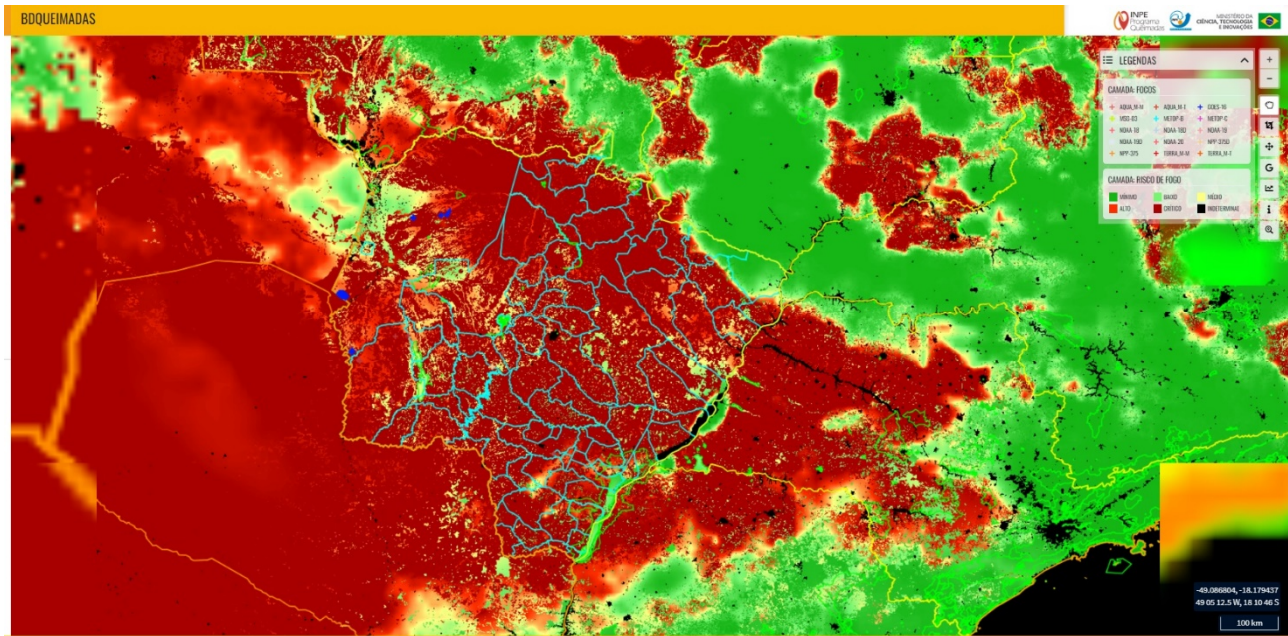 BDQUEIMADAS
INPE
Programa
Queimadas
MINISTÉRIO DA
CIÊNCIA, TECNOLOGIA
E INOVAÇÕES
LEGENDAS
CAMADA: FOCOS
AQUA_M-M AQUA_M-T GOES-16
MSG-03 METOP-B METOP-C
NOAA-18 NOAA-18D NOAA-19
NOAA-19D NOAA-20 NPP-375D
NPP-375 TERRA_M-M TERRA_M-T
CAMADA: RISCO DE FOGO
MÍNIMO BAIXO MÉDIO
ALTO CRÍTICO INDETERMINAS
+
−
G
i
-49.086804, -18.179437
49 05 12.5 W, 18 10 46 S
100 km